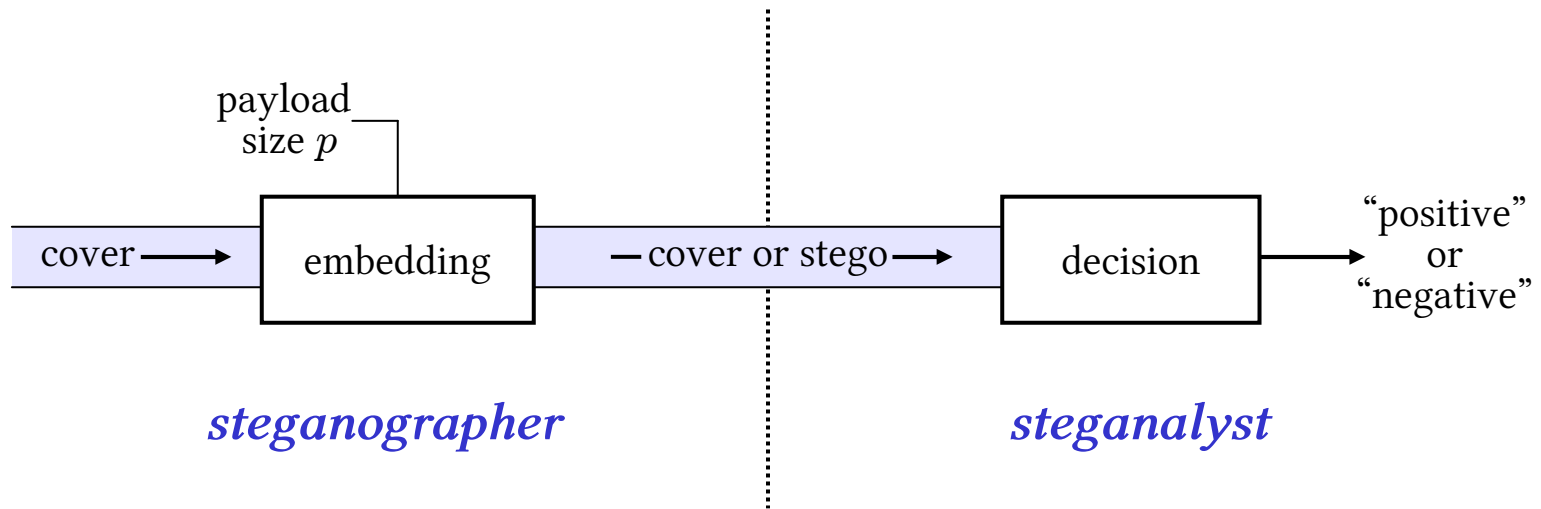 payload
size p
cover
embedding
cover or stego
decision
“positive”
or
“negative”
steganographer
steganalyst